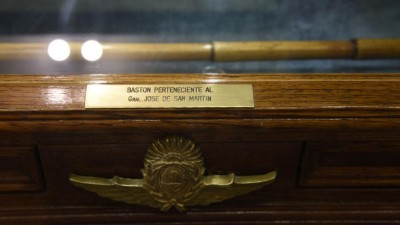 BASTON PERTENECIENTE AL
GRAL. JOSE DE SAN MARTIN